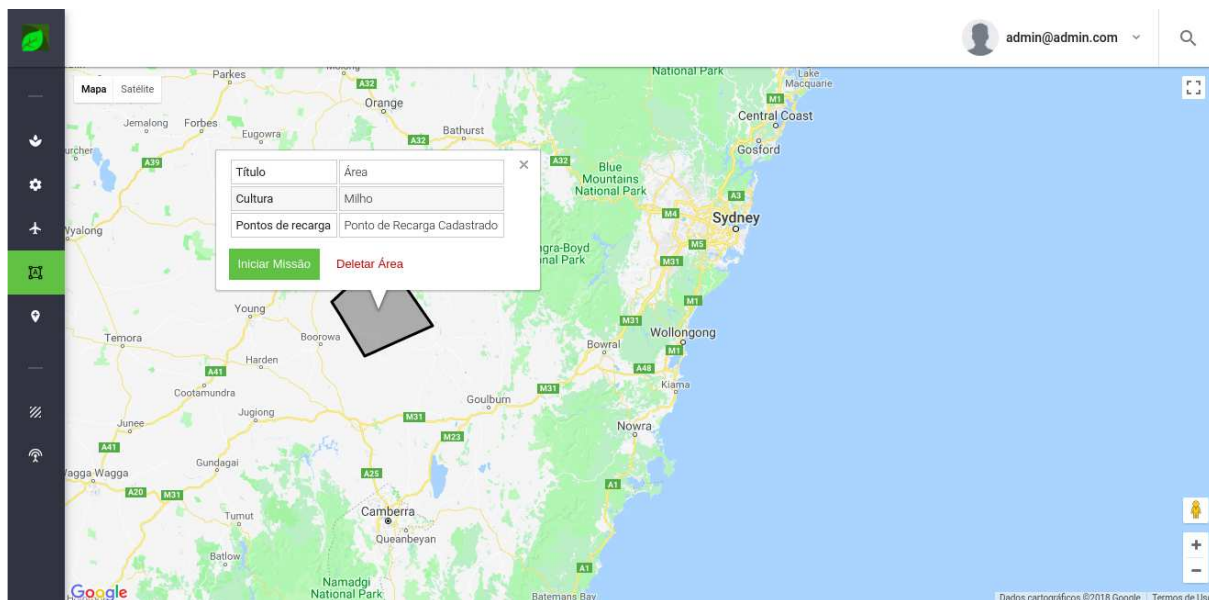 admin@admin.com
Mapa Satélite
Parkes
A32
Orange
National Park
Lake
Macquarie
M1
Central Coast
Jemalong
Forbes
Eugowra
A32
Bathurst
Gosford
A39
A32
Blue
Mountains
National Park
A3
M4
Sydney
M5
M31
Título Área
Cultura Milho
Pontos de recarga Ponto de Recarga Cadastrado
Iniciar Missão Deletar Área
M1
Young
Boorowa
Temora
Harden
M31
Wollongong
Bowral
M1
A41
A48
Kiama
Cootamundra
M31
Goulburn
Jugiong
M31
Junee
M23
Nowra
A41
Gundagai
Wagga Wagga
A25
A1
A20
M31
Tumut
Camberra
Queanbeyan
Batlow
A1
Namadgi
National Park
Batemans Bay
Google
Dados cartográficos ©2018 Google